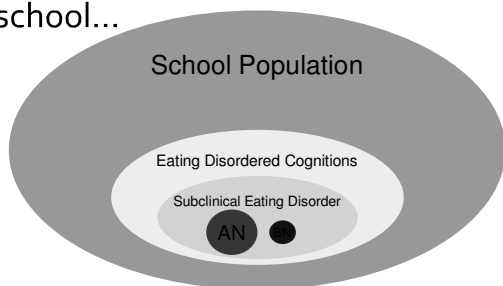 school...
School Population
Eating Disordered Cognitions
Subclinical Eating Disorder
AN
BN